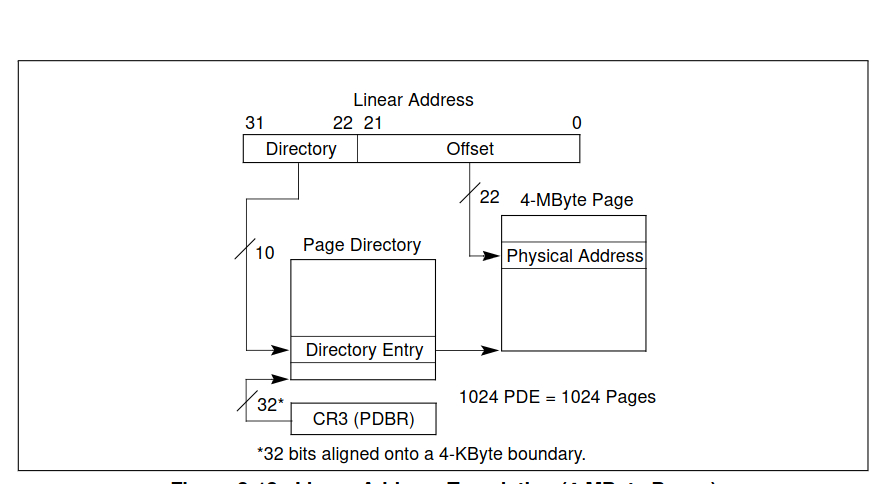 Linear Address
31 22 21 0
Directory Offset
22 4-MByte Page
10 Page Directory Physical Address
Directory Entry
32* 1024 PDE = 1024 Pages
CR3 (PDBR)
*32 bits aligned onto a 4-KByte boundary.